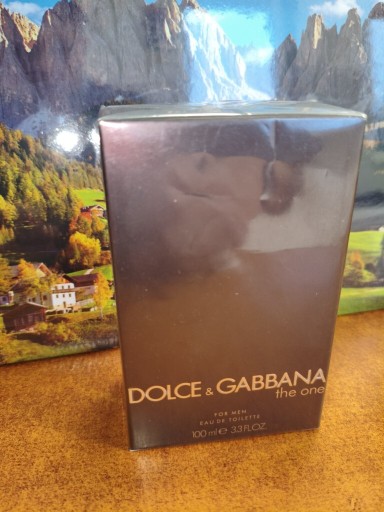 DOLCE & GABBANA
the one
FOR MEN
EAU DE TOILETTE
100 ml ℮ 3.3 FL.OZ.